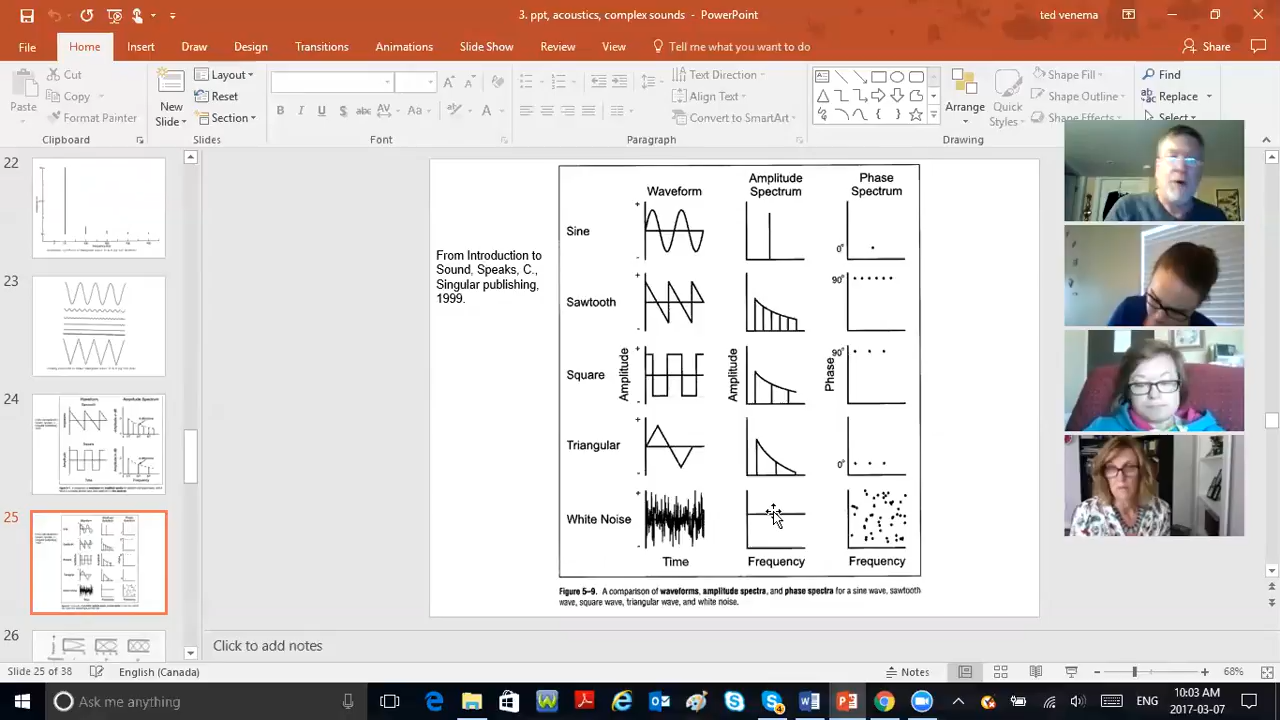 3. ppt, acoustics, complex sounds - PowerPoint
ted venema
File Home Insert Draw Design Transitions Animations Slide Show Review View Tell me what you want to do Share
Paste
Cut
Copy
Format Painter
Clipboard
New Slide
Layout
Reset
Section
Slides
B I U S abc AV Aa A
Font
Text Direction
Align Text
Convert to SmartArt
Paragraph
Arrange
Quick Styles
Shape Fill
Shape Outline
Shape Effects
Drawing
Find
Replace
Select
22
23
24
25
26
From Introduction to
Sound, Speaks, C.,
Singular publishing,
1999.
Waveform
Amplitude
Spectrum
Phase
Spectrum
Sine
+
-
0°
Sawtooth
+
-
90°
Square
Amplitude
+
-
Amplitude
Phase
90°
Triangular
+
-
0°
White Noise
+
-
Time
Frequency
Frequency
Figure 5-9. A comparison of waveforms, amplitude spectra, and phase spectra for a sine wave, sawtooth
wave, square wave, triangular wave, and white noise.
Click to add notes
Slide 25 of 38
English (Canada)
Notes
68%
Ask me anything
ENG
10:03 AM
2017-03-07